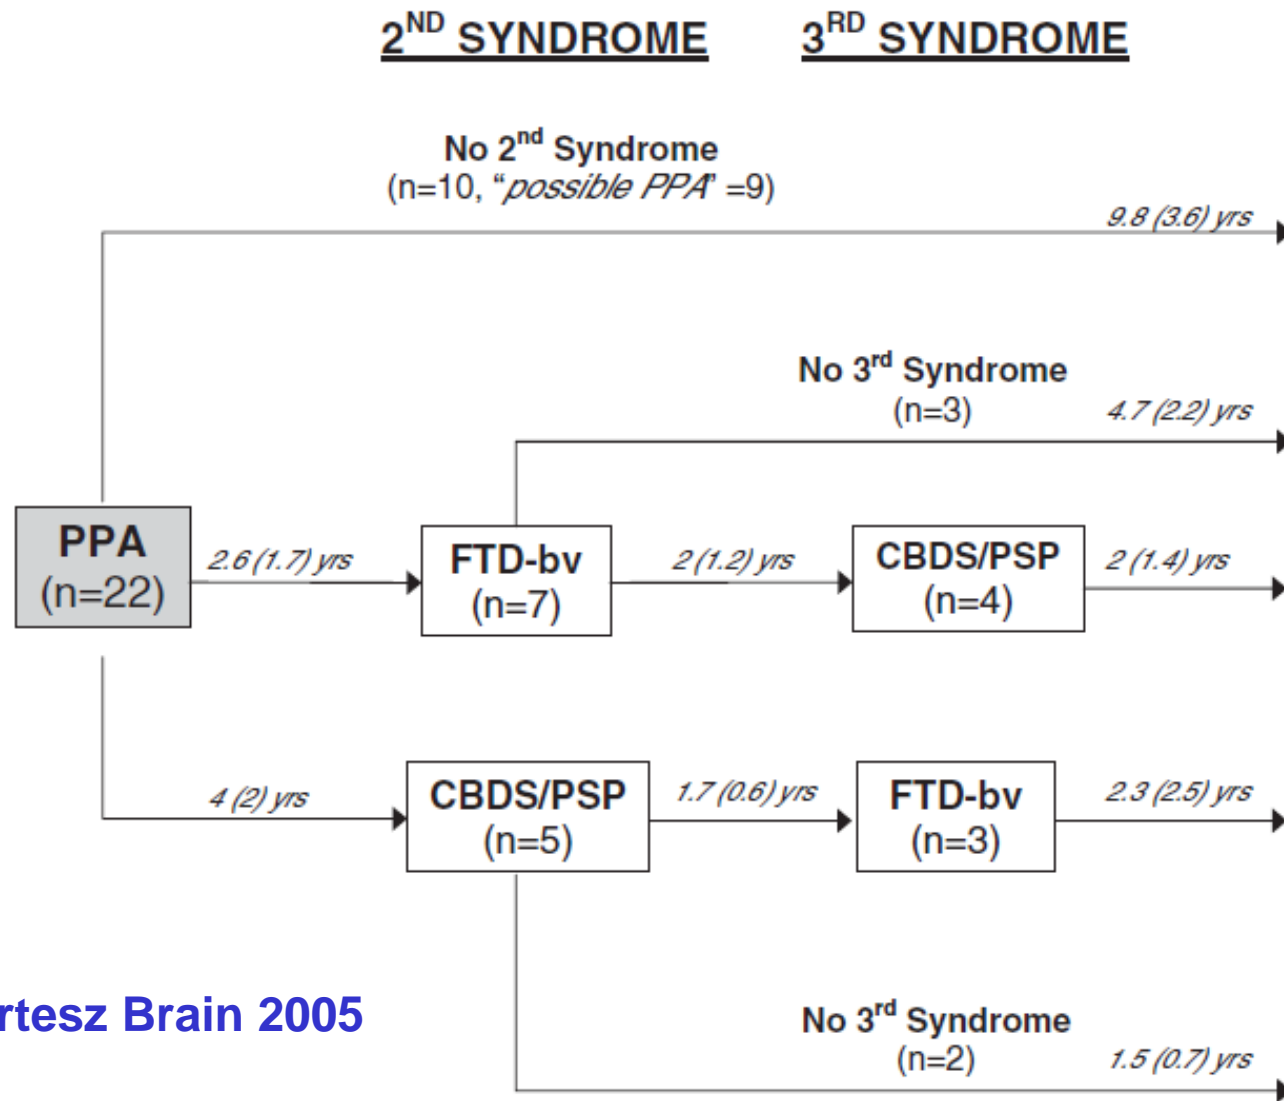 2ND SYNDROME
3RD SYNDROME
No 2nd Syndrome
(n=10, “possible PPA” =9)
9.8 (3.6) yrs
No 3rd Syndrome
(n=3)
4.7 (2.2) yrs
PPA
(n=22)
2.6 (1.7) yrs
FTD-bv
(n=7)
2 (1.2) yrs
CBDS/PSP
(n=4)
2 (1.4) yrs
4 (2) yrs
CBDS/PSP
(n=5)
1.7 (0.6) yrs
FTD-bv
(n=3)
2.3 (2.5) yrs
rtesz Brain 2005
No 3rd Syndrome
(n=2)
1.5 (0.7) yrs